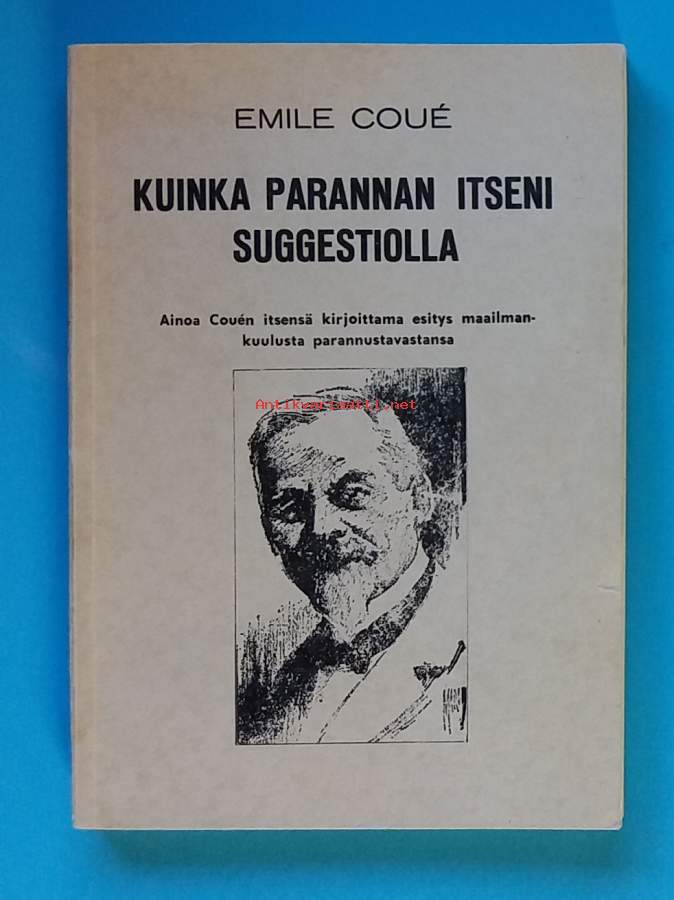 EMILE COUÉ
KUINKA PARANNAN ITSENI
SUGGESTIOLLA
Ainoa Couén itsensä kirjoittama esitys maailman-
kuulusta parannustavastansa
Antikvariaatti.net